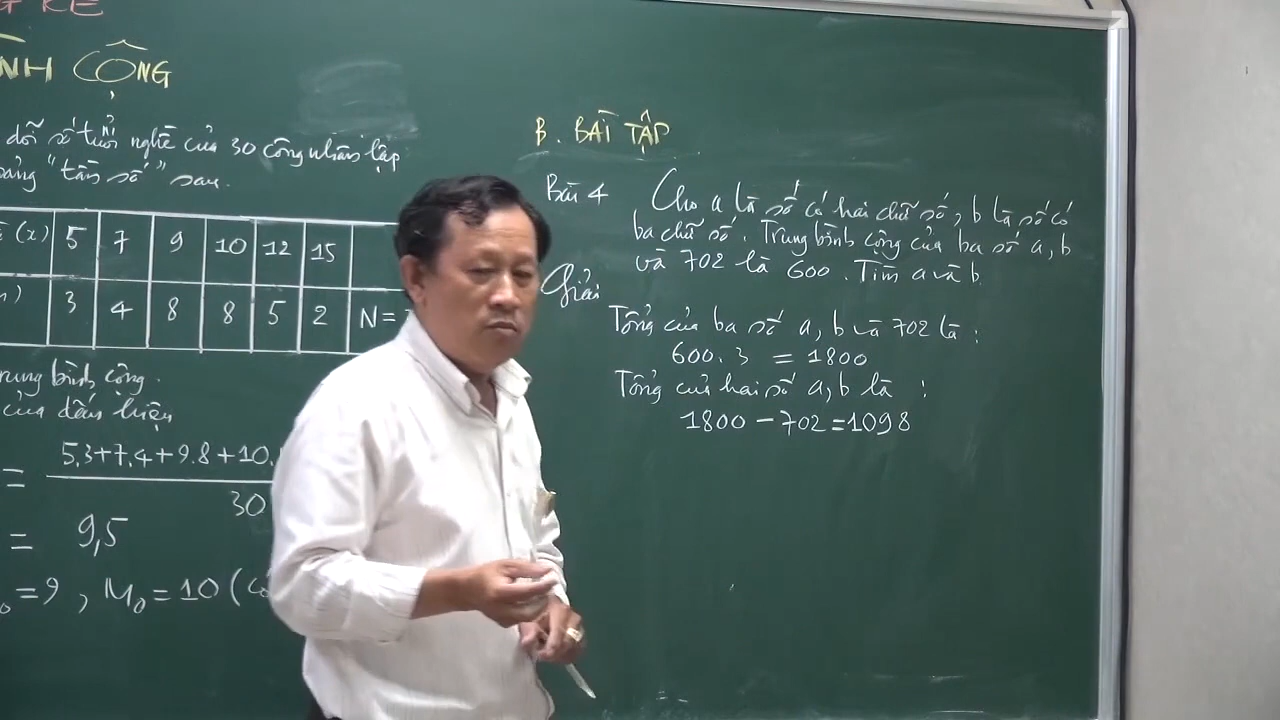 G KÊ
ÌNH CỘNG
dõi số tuổi nghề của 30 công nhân lập
bảng "tần số" sau.
(x) 5 7 9 10 12 15
n) 3 4 8 8 5 2 N =
trung bình cộng.
của dấu hiệu
= 5.3+7.4+9.8+10.
30
= 9,5
=9, M₀=10 (
B. BÀI TẬP
Bài 4 Cho a là số có hai chữ số, b là số có
ba chữ số. Trung bình cộng của ba số a, b
và 702 là 600. Tìm a và b.
Giải
Tổng của ba số a, b và 702 là :
600.3 = 1800
Tổng của hai số a, b là :
1800 - 702 = 1098